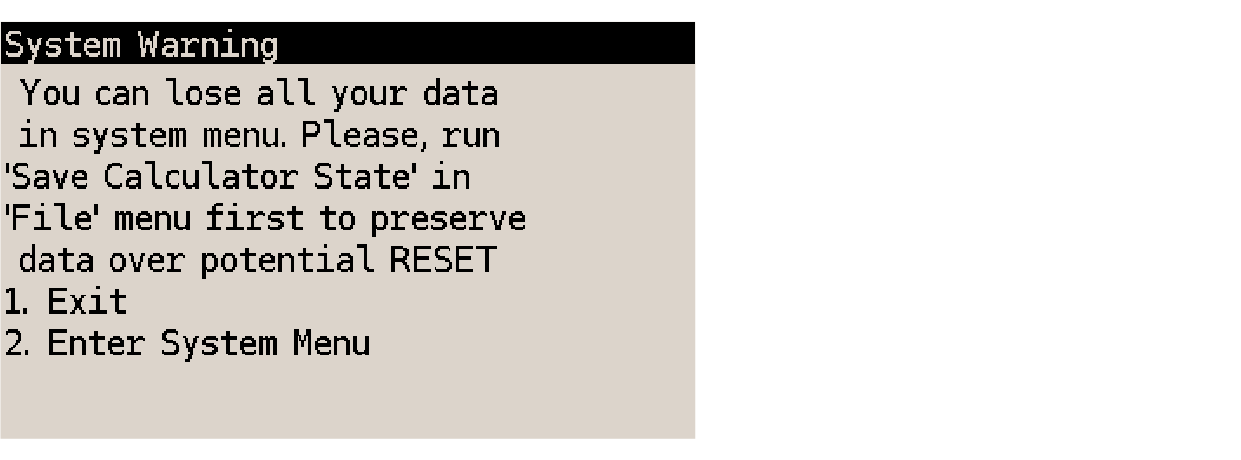 System Warning
You can lose all your data
in system menu. Please, run
'Save Calculator State' in
'File' menu first to preserve
data over potential RESET
1. Exit
2. Enter System Menu